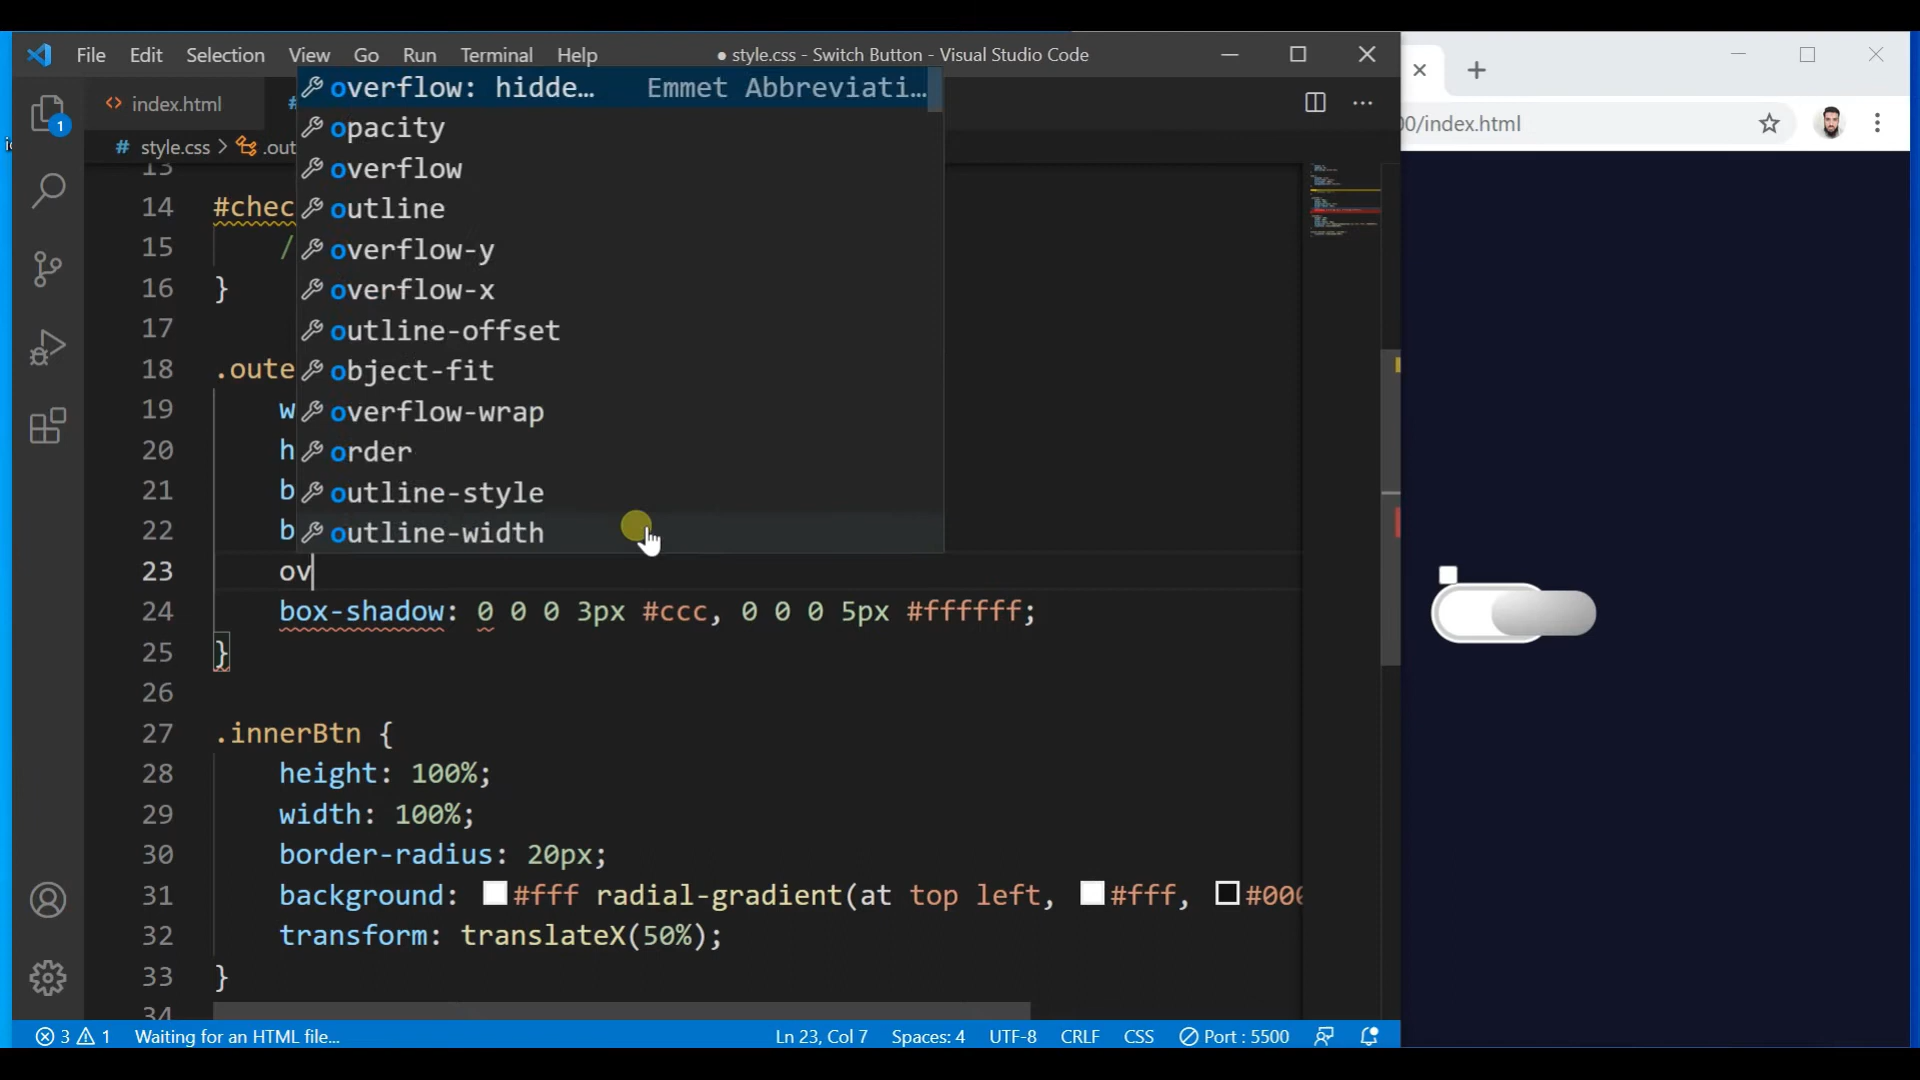 File Edit Selection View Go Run Terminal Help ● style.css - Switch Button - Visual Studio Code
index.html
00/index.html
# style.css > .out
overflow: hidde… Emmet Abbreviati…
opacity
overflow
outline
overflow-y
overflow-x
outline-offset
object-fit
overflow-wrap
order
outline-style
outline-width
1
13
14 #chec
15 /
16 }
17
18 .oute
19 w
20 h
21 b
22 b
23 ov
24 box-shadow: 0 0 0 3px #ccc, 0 0 0 5px #ffffff;
25 }
26
27 .innerBtn {
28 height: 100%;
29 width: 100%;
30 border-radius: 20px;
31 background: #fff radial-gradient(at top left, #fff, #000
32 transform: translateX(50%);
33 }
34
3 1 Waiting for an HTML file... Ln 23, Col 7 Spaces: 4 UTF-8 CRLF CSS Port : 5500